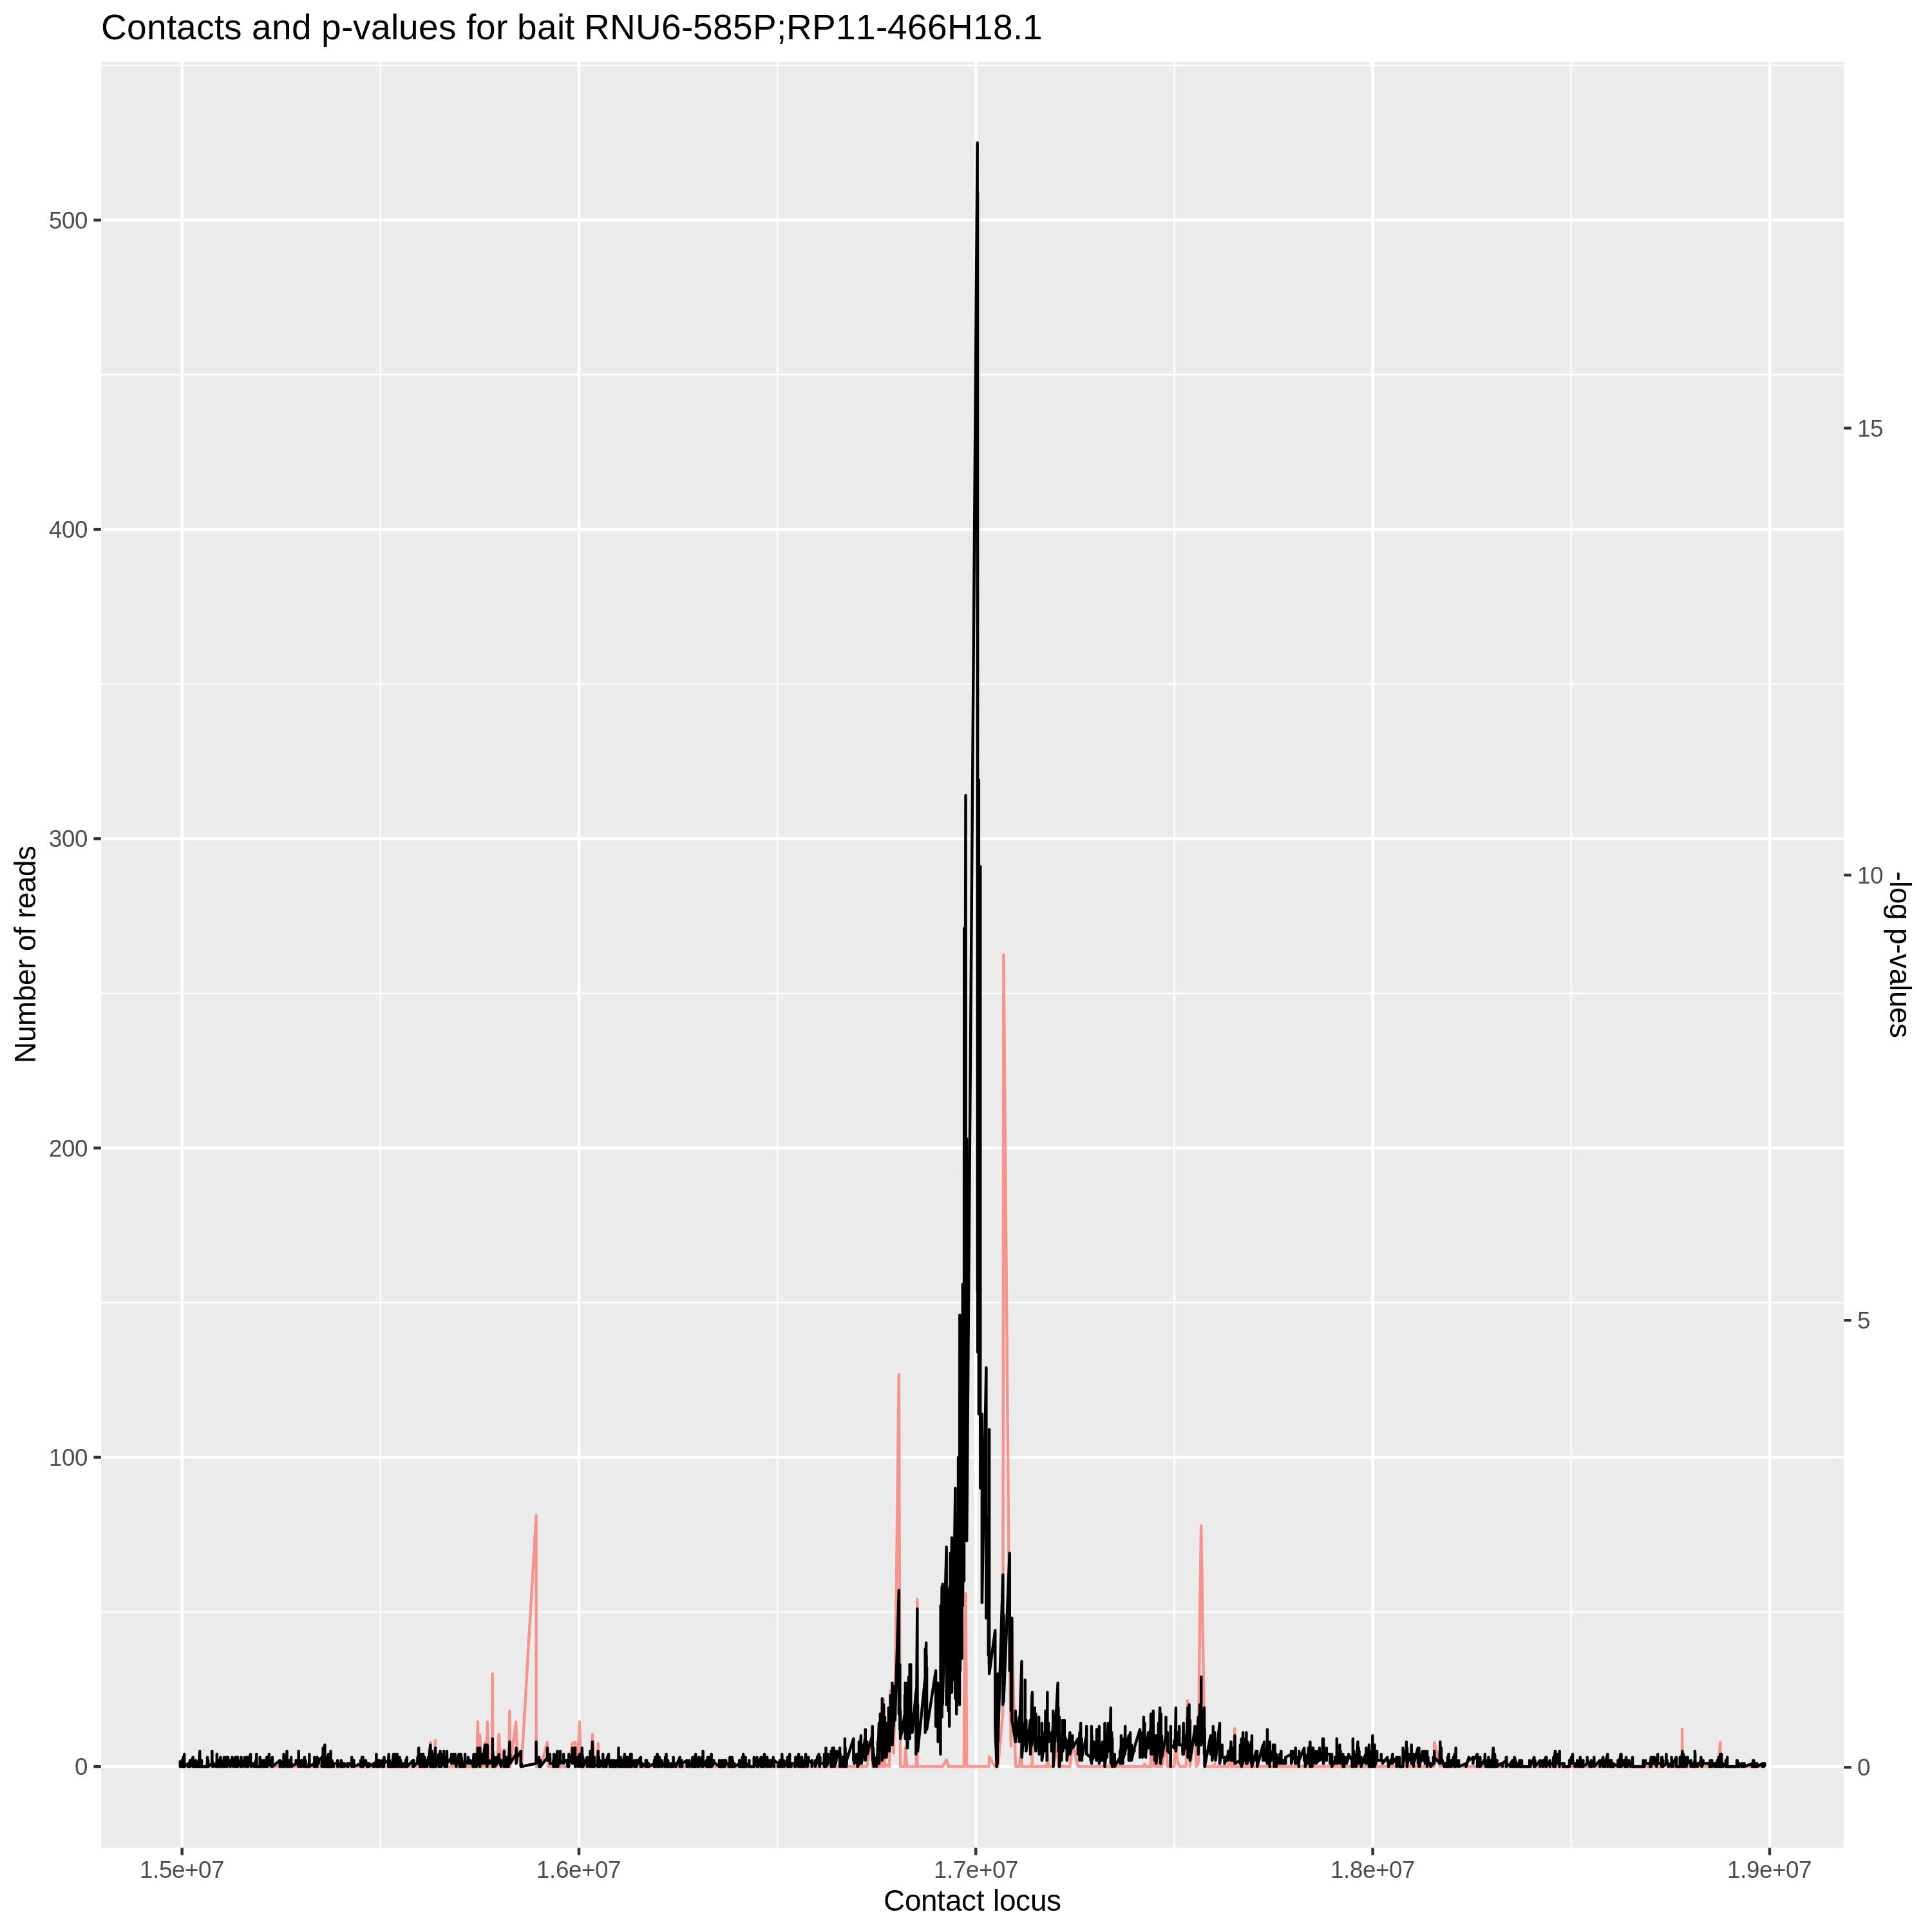 Contacts and p-values for bait RNU6-585P;RP11-466H18.1
500
400
300
200
100
0
Number of reads
15
10
5
0
-log p-values
1.5e+07
1.6e+07
1.7e+07
1.8e+07
1.9e+07
Contact locus